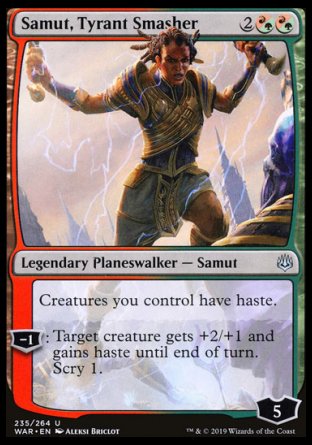 Samut, Tyrant Smasher 2
Legendary Planeswalker — Samut
Creatures you control have haste.
-1: Target creature gets +2/+1 and
gains haste until end of turn.
Scry 1.
5
235/264 U
WAR • EN Aleksi Briclot
™ & © 2019 Wizards of the Coast